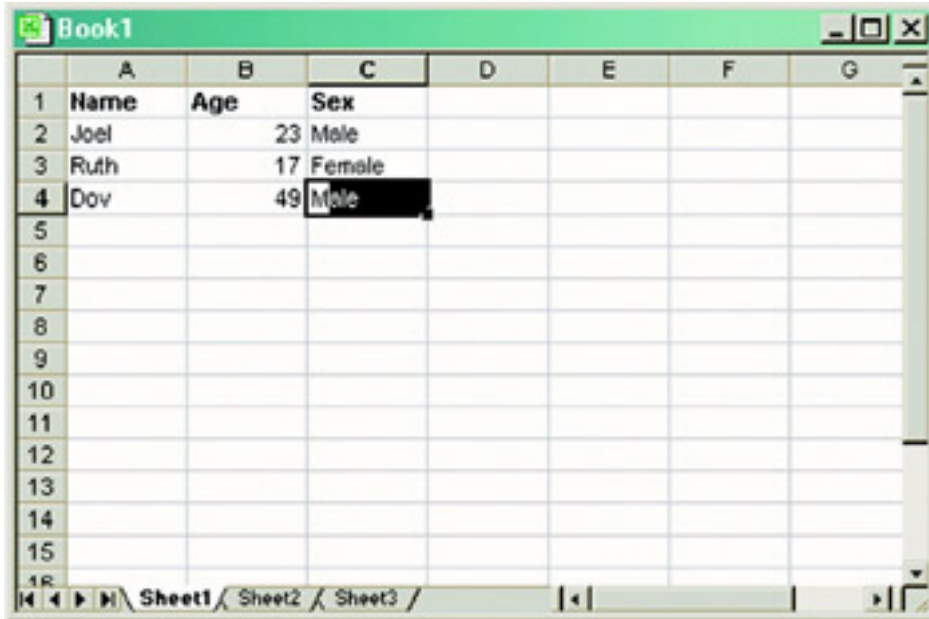 Book1
A B C D E F G
1 Name Age Sex
2 Joel 23 Male
3 Ruth 17 Female
4 Dov 49 Male
5
6
7
8
9
10
11
12
13
14
15
16
Sheet1 Sheet2 Sheet3